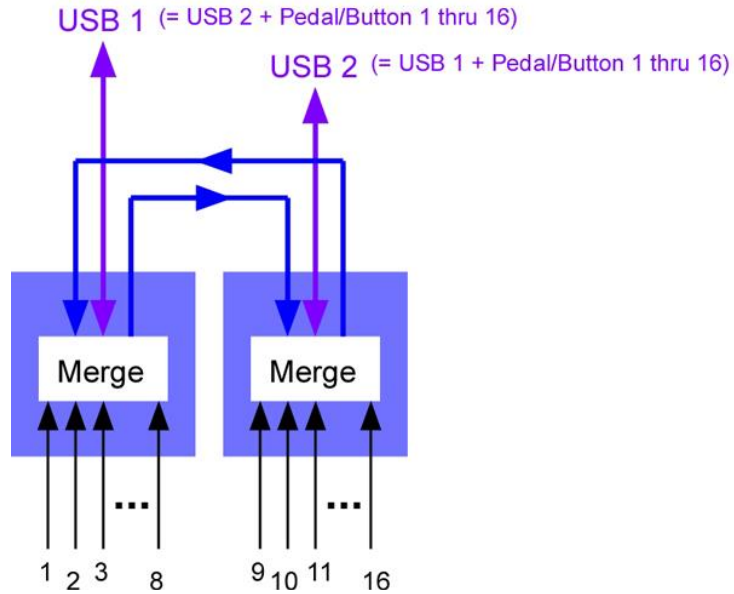 USB 1 (= USB 2 + Pedal/Button 1 thru 16)
USB 2 (= USB 1 + Pedal/Button 1 thru 16)
Merge Merge
... ...
1 2 3 8 9 10 11 16